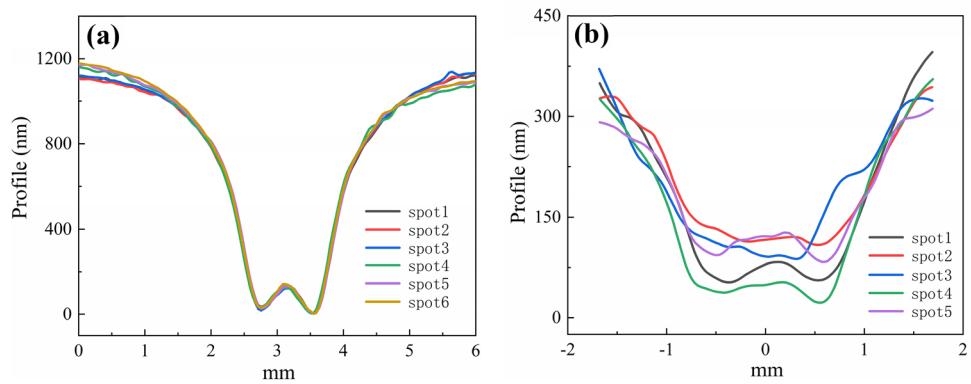 (a)
Profile (nm)
1200
800
400
0
0 1 2 3 4 5 6
mm
spot1
spot2
spot3
spot4
spot5
spot6
(b)
Profile (nm)
450
300
150
0
-2 -1 0 1 2
mm
spot1
spot2
spot3
spot4
spot5